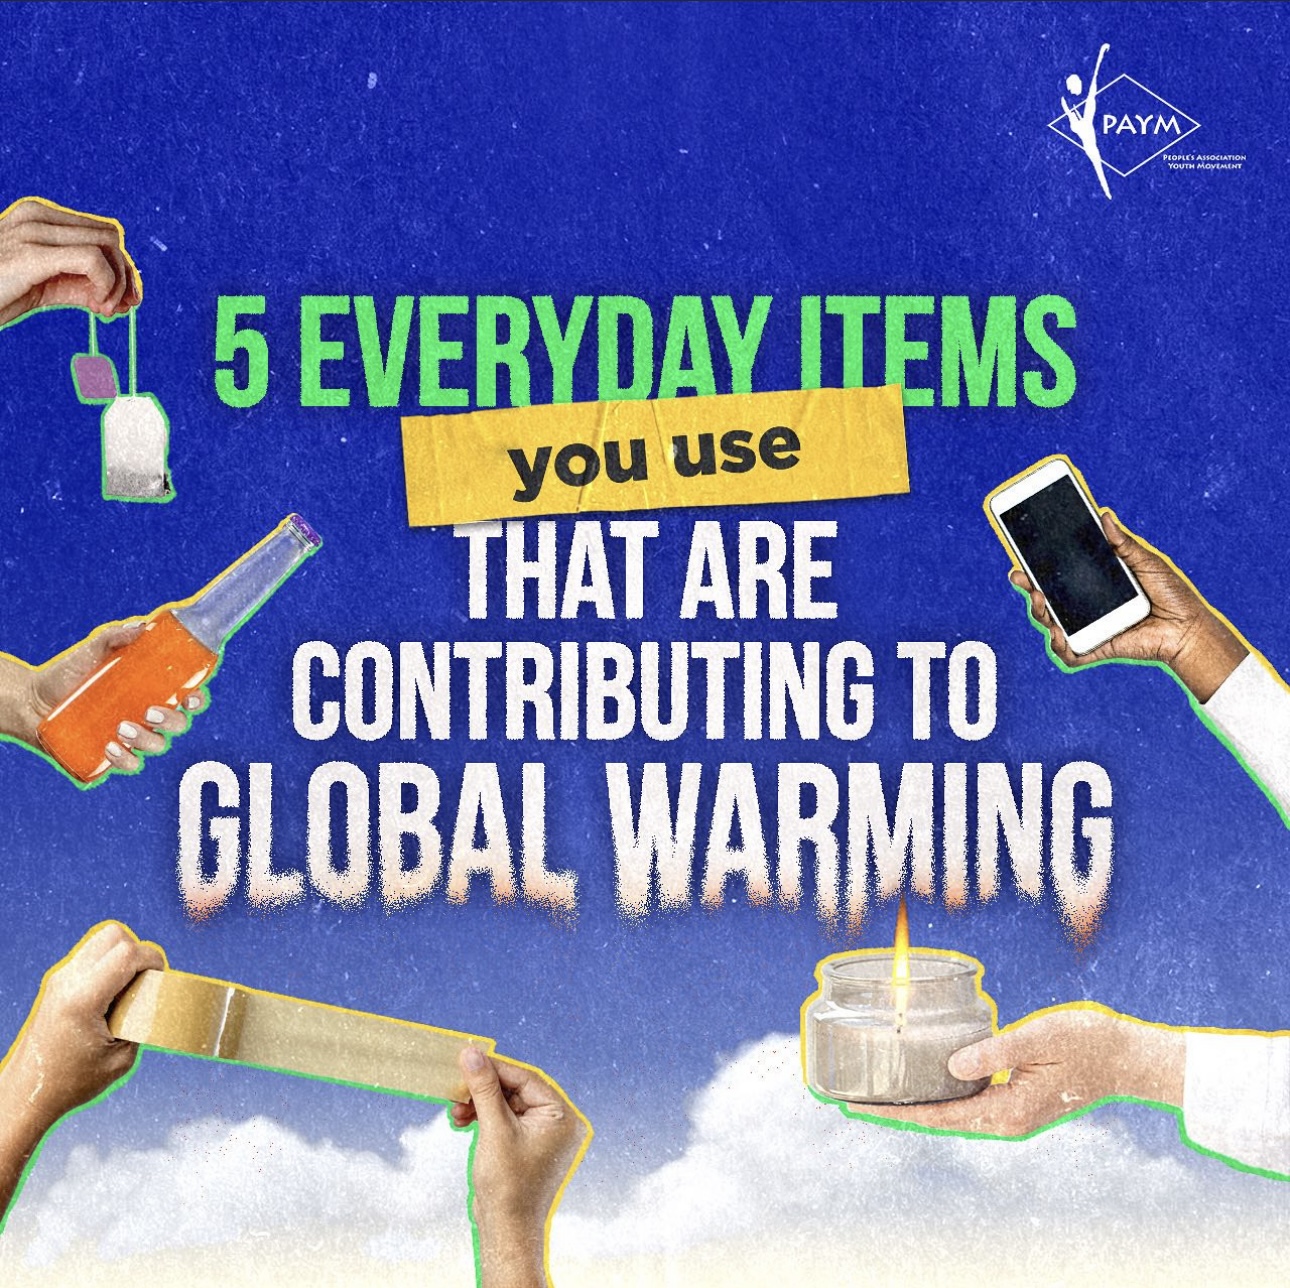 PAYM
PEOPLE'S ASSOCIATION
YOUTH MOVEMENT
5 EVERYDAY ITEMS
you use
THAT ARE
CONTRIBUTING TO
GLOBAL WARMING